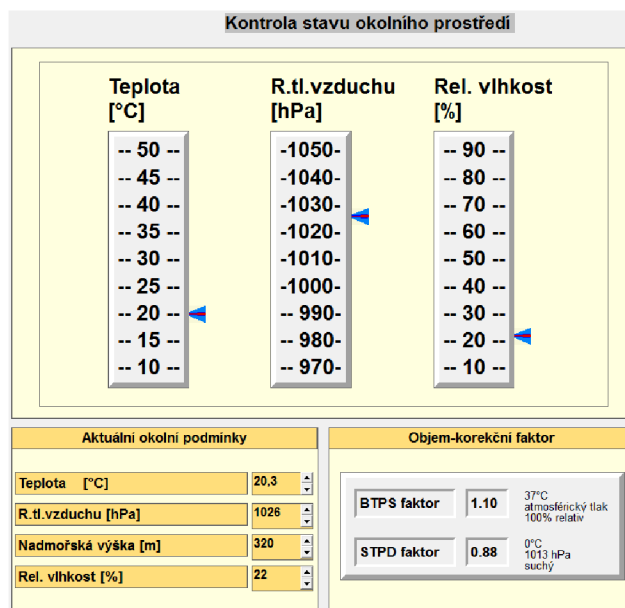 Kontrola stavu okolního prostředí
Teplota
[°C]
-- 50 --
-- 45 --
-- 40 --
-- 35 --
-- 30 --
-- 25 --
-- 20 --
-- 15 --
-- 10 --
R.tl.vzduchu
[hPa]
-1050-
-1040-
-1030-
-1020-
-1010-
-1000-
-- 990-
-- 980-
-- 970-
Rel. vlhkost
[%]
-- 90 --
-- 80 --
-- 70 --
-- 60 --
-- 50 --
-- 40 --
-- 30 --
-- 20 --
-- 10 --
Aktuální okolní podmínky
Teplota [°C] 20,3
R.tl.vzduchu [hPa] 1026
Nadmořská výška [m] 320
Rel. vlhkost [%] 22
Objem-korekční faktor
BTPS faktor 1.10
37°C
atmosférický tlak
100% relativ
STPD faktor 0.88
0°C
1013 hPa
suchý